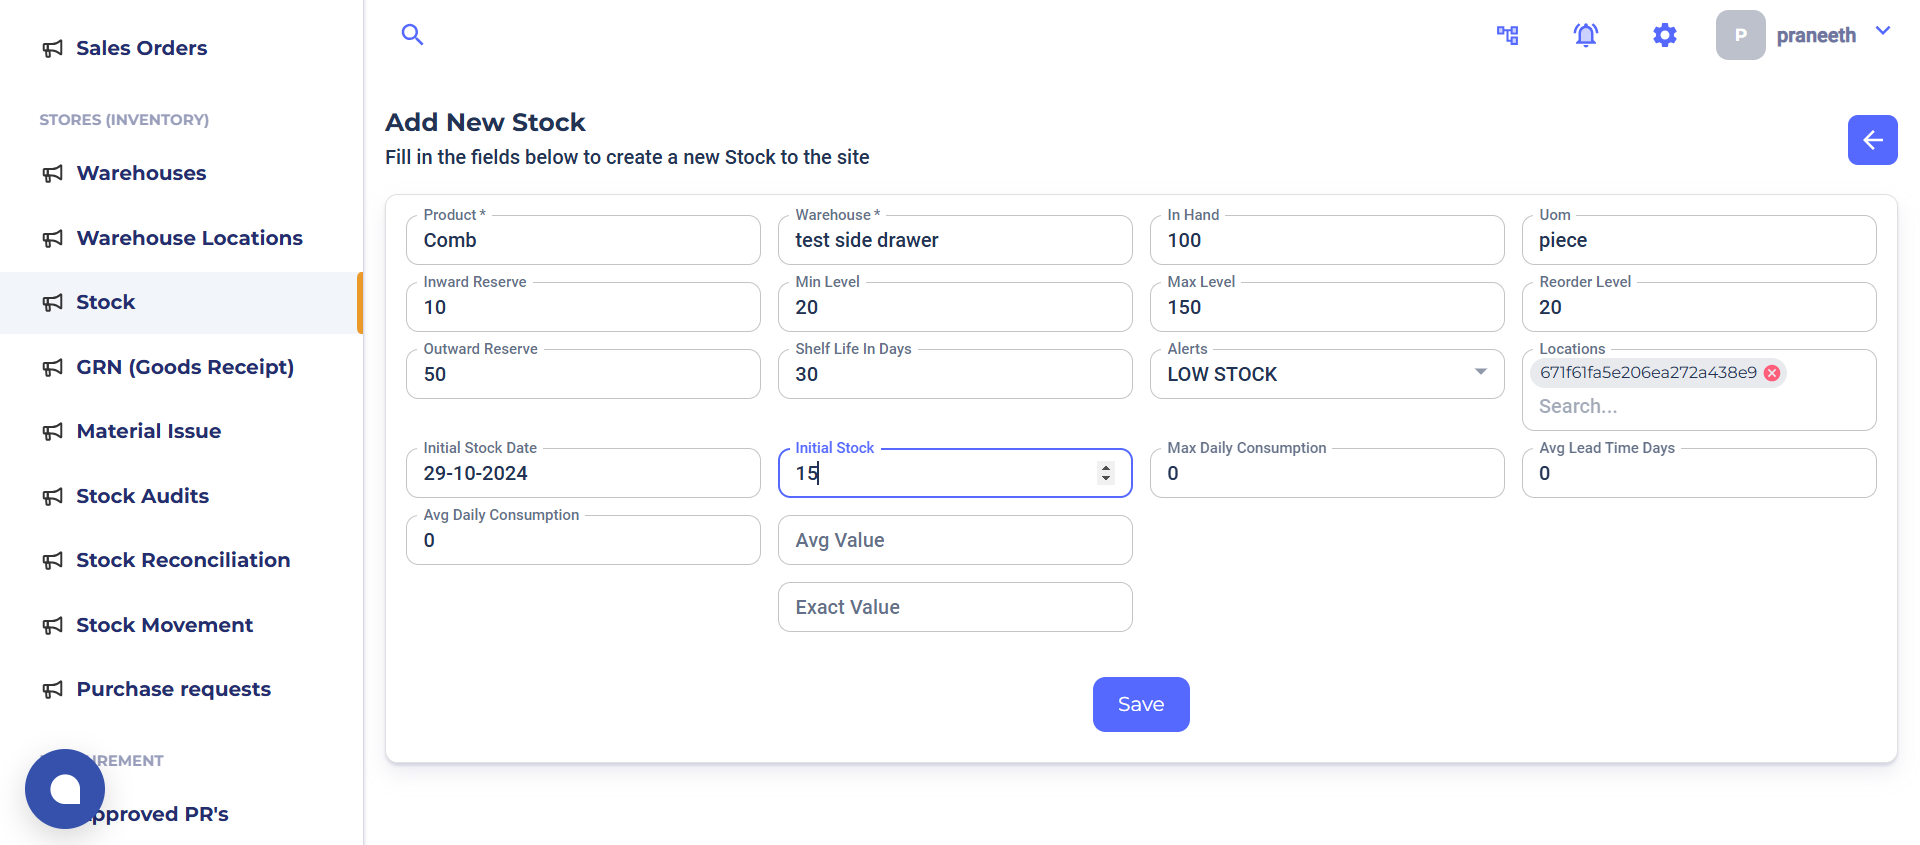 Sales Orders
STORES (INVENTORY)
Warehouses
Warehouse Locations
Stock
GRN (Goods Receipt)
Material Issue
Stock Audits
Stock Reconciliation
Stock Movement
Purchase requests
IREMENT
pproved PR's
P praneeth
Add New Stock
Fill in the fields below to create a new Stock to the site
Product * Warehouse * In Hand Uom
Comb test side drawer 100 piece
Inward Reserve Min Level Max Level Reorder Level
10 20 150 20
Outward Reserve Shelf Life In Days Alerts Locations
50 30 LOW STOCK 671f61fa5e206ea272a438e9
Search...
Initial Stock Date Initial Stock Max Daily Consumption Avg Lead Time Days
29-10-2024 15 0 0
Avg Daily Consumption
0 Avg Value
Exact Value
Save